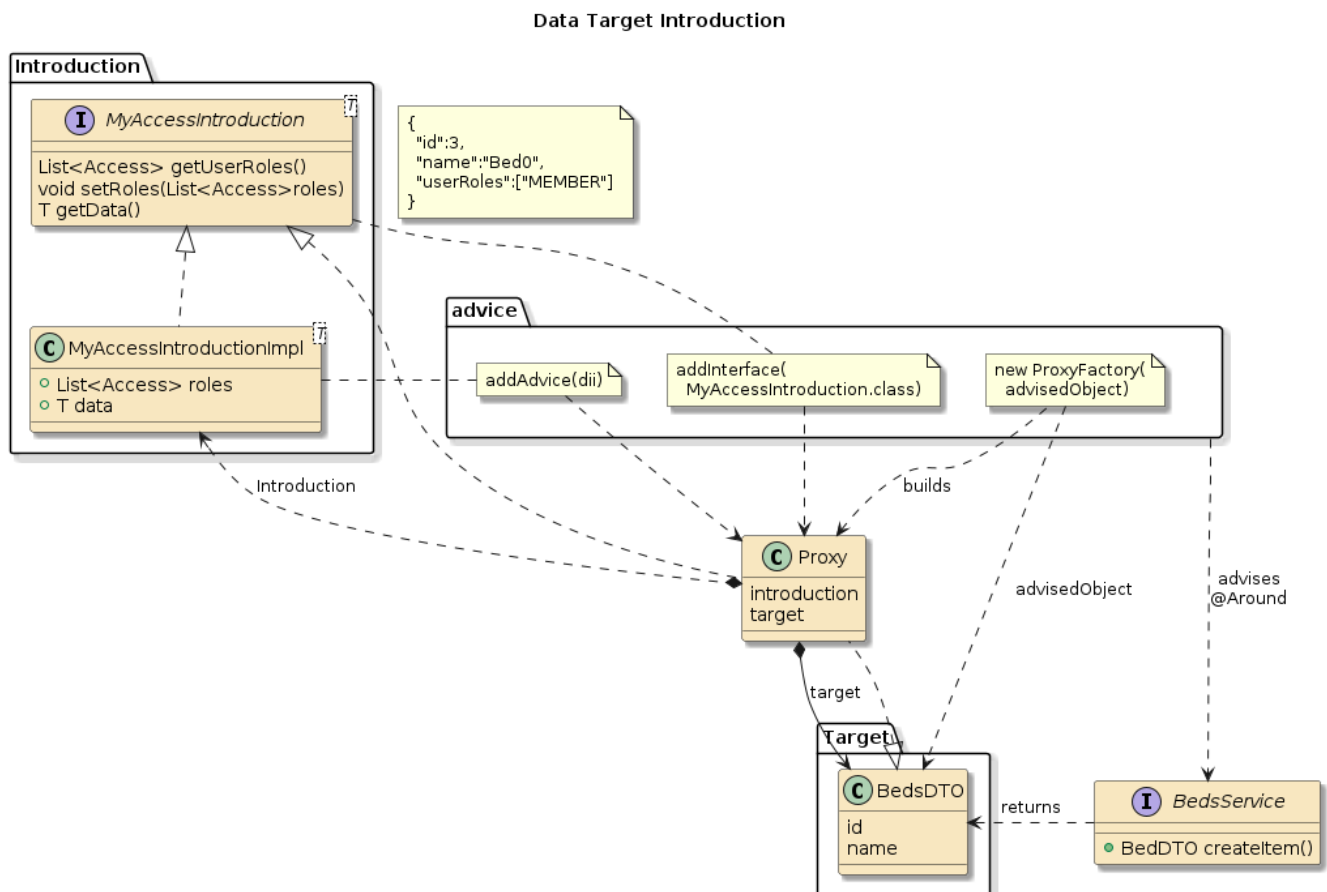 Data Target Introduction
Introduction
I MyAccessIntroduction T
List<Access> getUserRoles()
void setRoles(List<Access>roles)
T getData()
{
"id":3,
"name":"Bed0",
"userRoles":["MEMBER"]
}
advice
C MyAccessIntroductionImpl T
List<Access> roles
T data
addAdvice(dii)
addInterface(
MyAccessIntroduction.class)
new ProxyFactory(
advisedObject)
Introduction
builds
C Proxy
introduction
target
advisedObject
advises
@Around
target
Target
C BedsDTO
id
name
returns
I BedsService
BedDTO createItem()